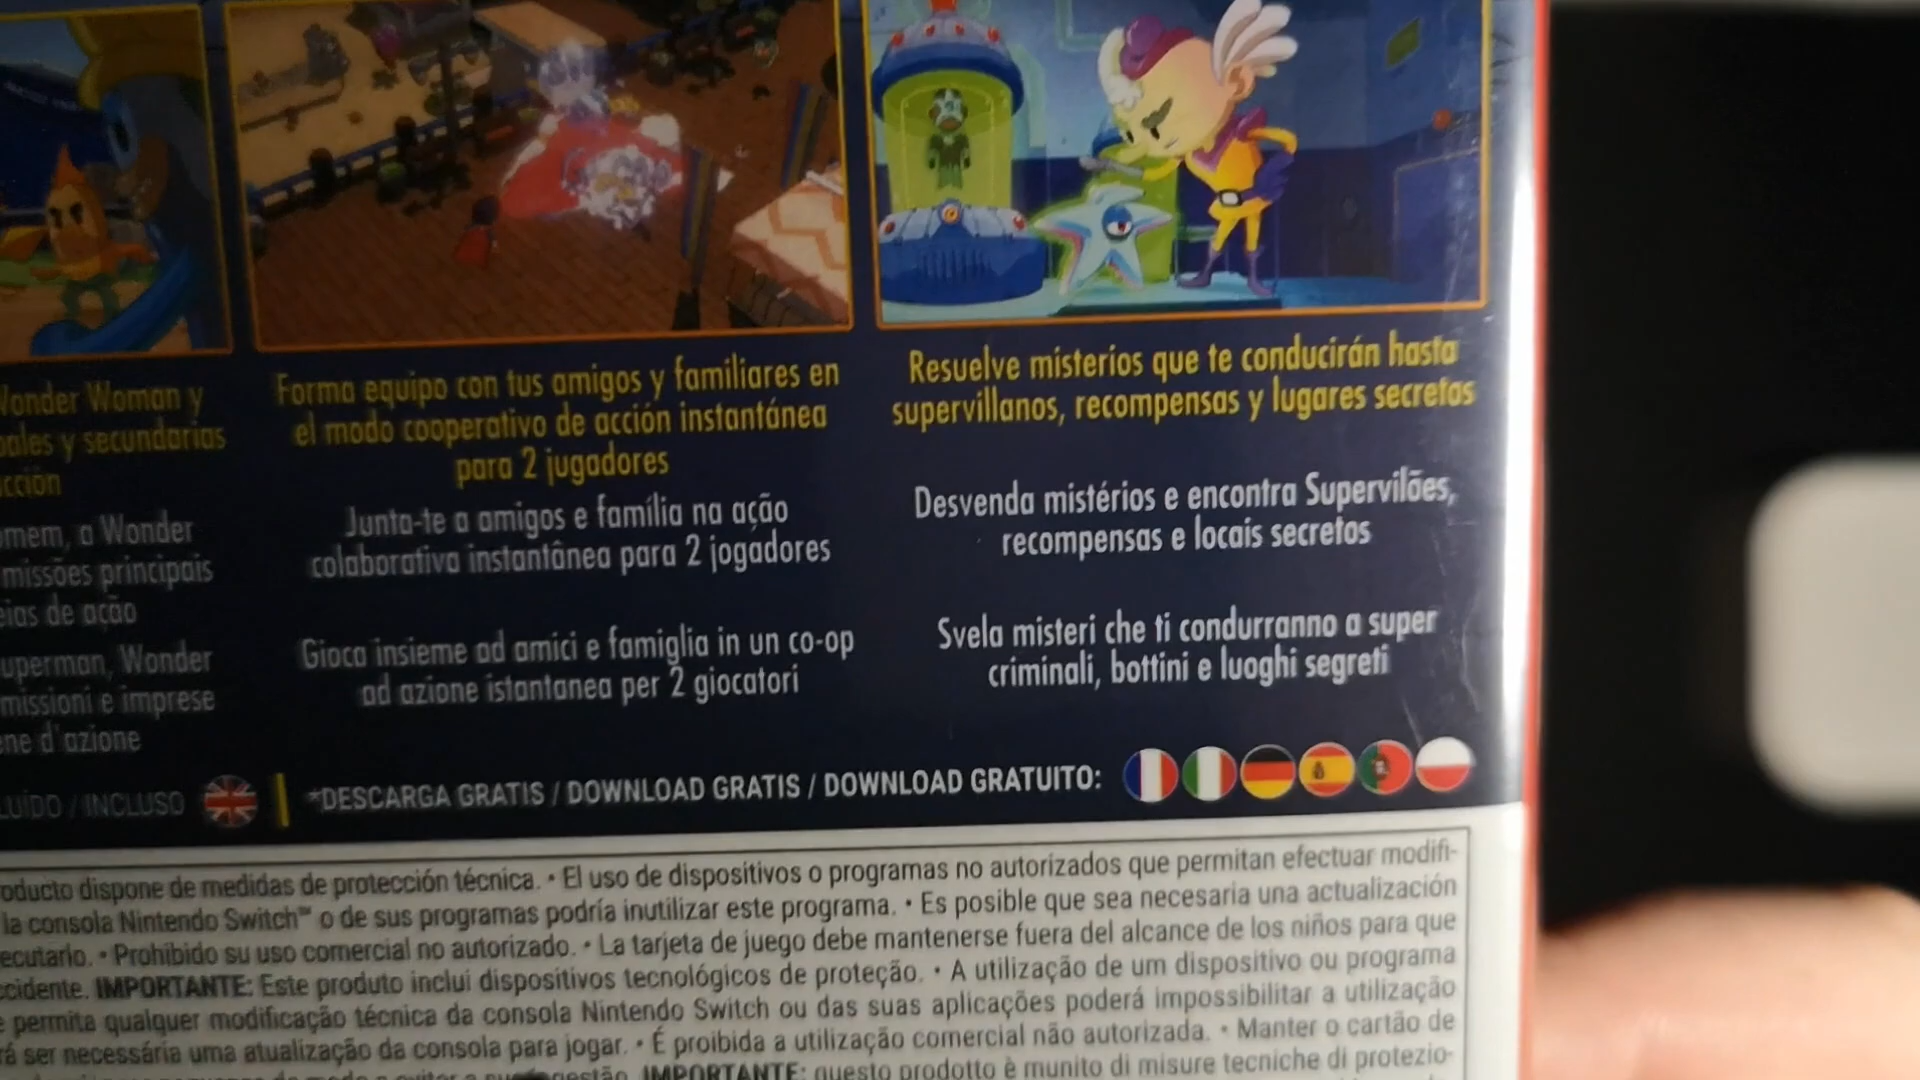 Wonder Woman y
pales y secundarias
cción
omem, a Wonder
missões principais
eias de ação
uperman, Wonder
missioni e imprese
ene d'azione
Forma equipo con tus amigos y familiares en
el modo cooperativo de acción instantánea
para 2 jugadores
Junta-te a amigos e família na ação
colaborativa instantânea para 2 jogadores
Gioca insieme ad amici e famiglia in un co-op
ad azione istantanea per 2 giocatori
Resuelve misterios que te conducirán hasta
supervillanos, recompensas y lugares secretos
Desvenda mistérios e encontra Supervilões,
recompensas e locais secretos
Svela misteri che ti condurranno a super
criminali, bottini e luoghi segreti
LUÍDO / INCLUSO
*DESCARGA GRATIS / DOWNLOAD GRATIS / DOWNLOAD GRATUITO:
oducto dispone de medidas de protección técnica. • El uso de dispositivos o programas no autorizados que permitan efectuar modifi-
la consola Nintendo Switch™ o de sus programas podría inutilizar este programa. • Es posible que sea necesaria una actualización
ecutarlo. • Prohibido su uso comercial no autorizado. • La tarjeta de juego debe mantenerse fuera del alcance de los niños para que
ccidente. IMPORTANTE: Este produto inclui dispositivos tecnológicos de proteção. • A utilização de um dispositivo ou programa
e permita qualquer modificação técnica da consola Nintendo Switch ou das suas aplicações poderá impossibilitar a utilização
rá ser necessária uma atualização da consola para jogar. • É proibida a utilização comercial não autorizada. • Manter o cartão de
IMPORTANTE: questo prodotto è munito di misure tecniche di protezio-